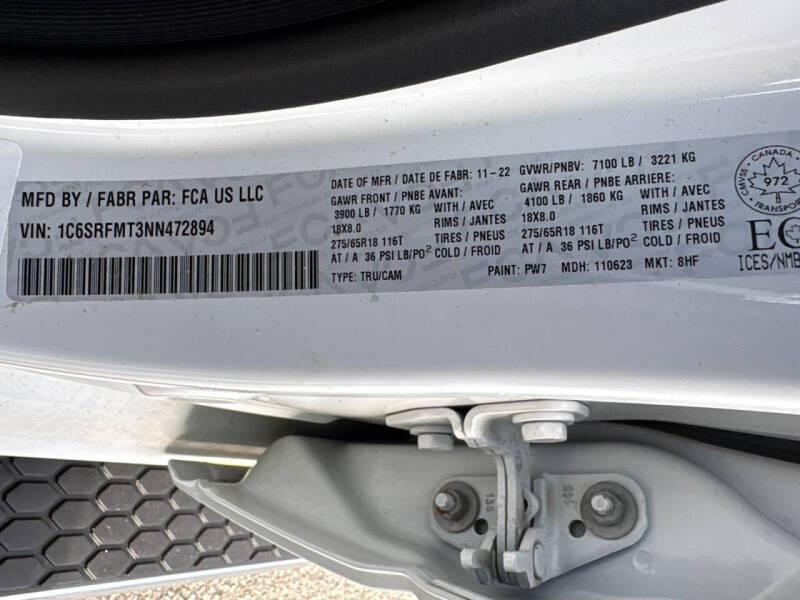 MFD BY / FABR PAR: FCA US LLC
VIN: 1C6SRFMT3NN472894
DATE OF MFR / DATE DE FABR: 11-22
GAWR FRONT / PNBE AVANT:
3900 LB / 1770 KG WITH / AVEC
18X8.0 RIMS / JANTES
275/65R18 116T TIRES / PNEUS
AT / A 36 PSI LB/PO² COLD / FROID
TYPE: TRU/CAM
GVWR/PNBV: 7100 LB / 3221 KG
GAWR REAR / PNBE ARRIERE:
4100 LB / 1860 KG WITH / AVEC
18X8.0 RIMS / JANTES
275/65R18 116T TIRES / PNEUS
AT / A 36 PSI LB/PO² COLD / FROID
PAINT: PW7 MDH: 110623 MKT: 8HF
CANADA
CMVSS
972
TRANSPORT
ICES/NMB
136
140